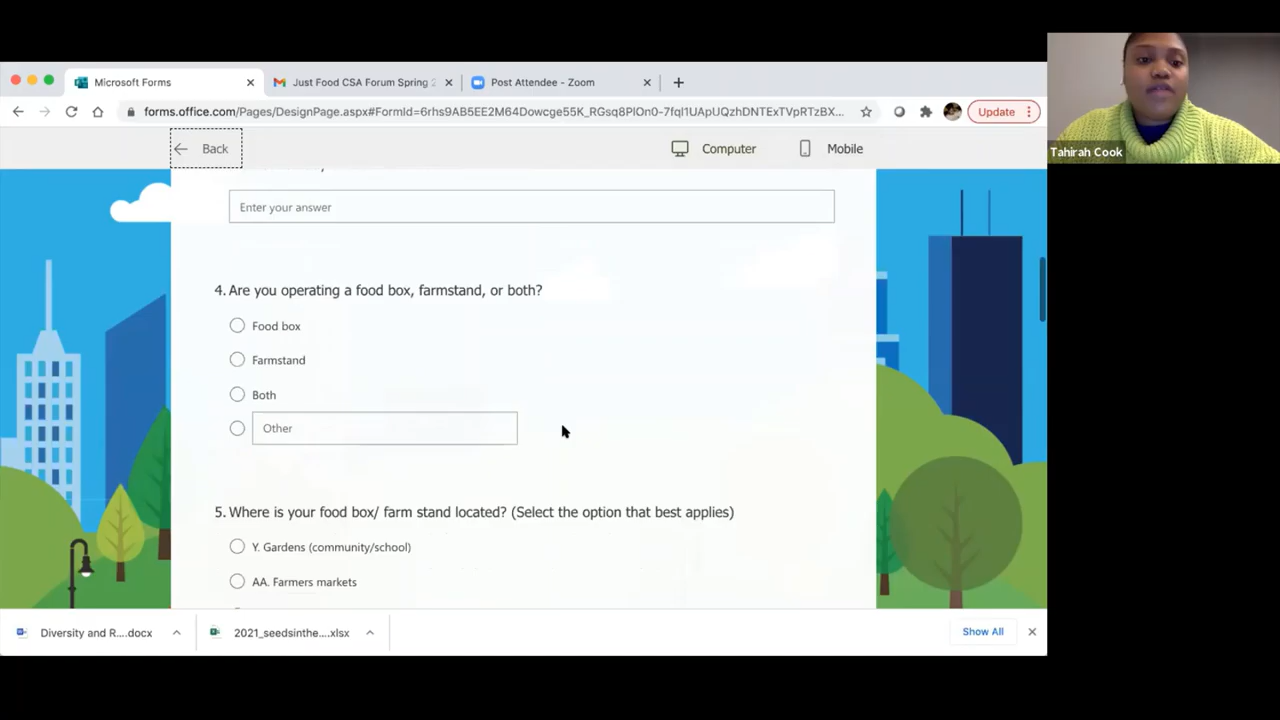 Microsoft Forms
Just Food CSA Forum Spring 2
Post Attendee - Zoom
forms.office.com/Pages/DesignPage.aspx#FormId=6rhs9AB5EE2M64Dowcge55K_RGsq8PlOn0-7fqI1UApUQzhDNTExTVpRTzBX...
Update
Back
Computer
Mobile
Enter your answer
4. Are you operating a food box, farmstand, or both?
Food box
Farmstand
Both
Other
5. Where is your food box/ farm stand located? (Select the option that best applies)
Y. Gardens (community/school)
AA. Farmers markets
Diversity and R....docx
2021_seedsinthe....xlsx
Show All
Tahirah Cook